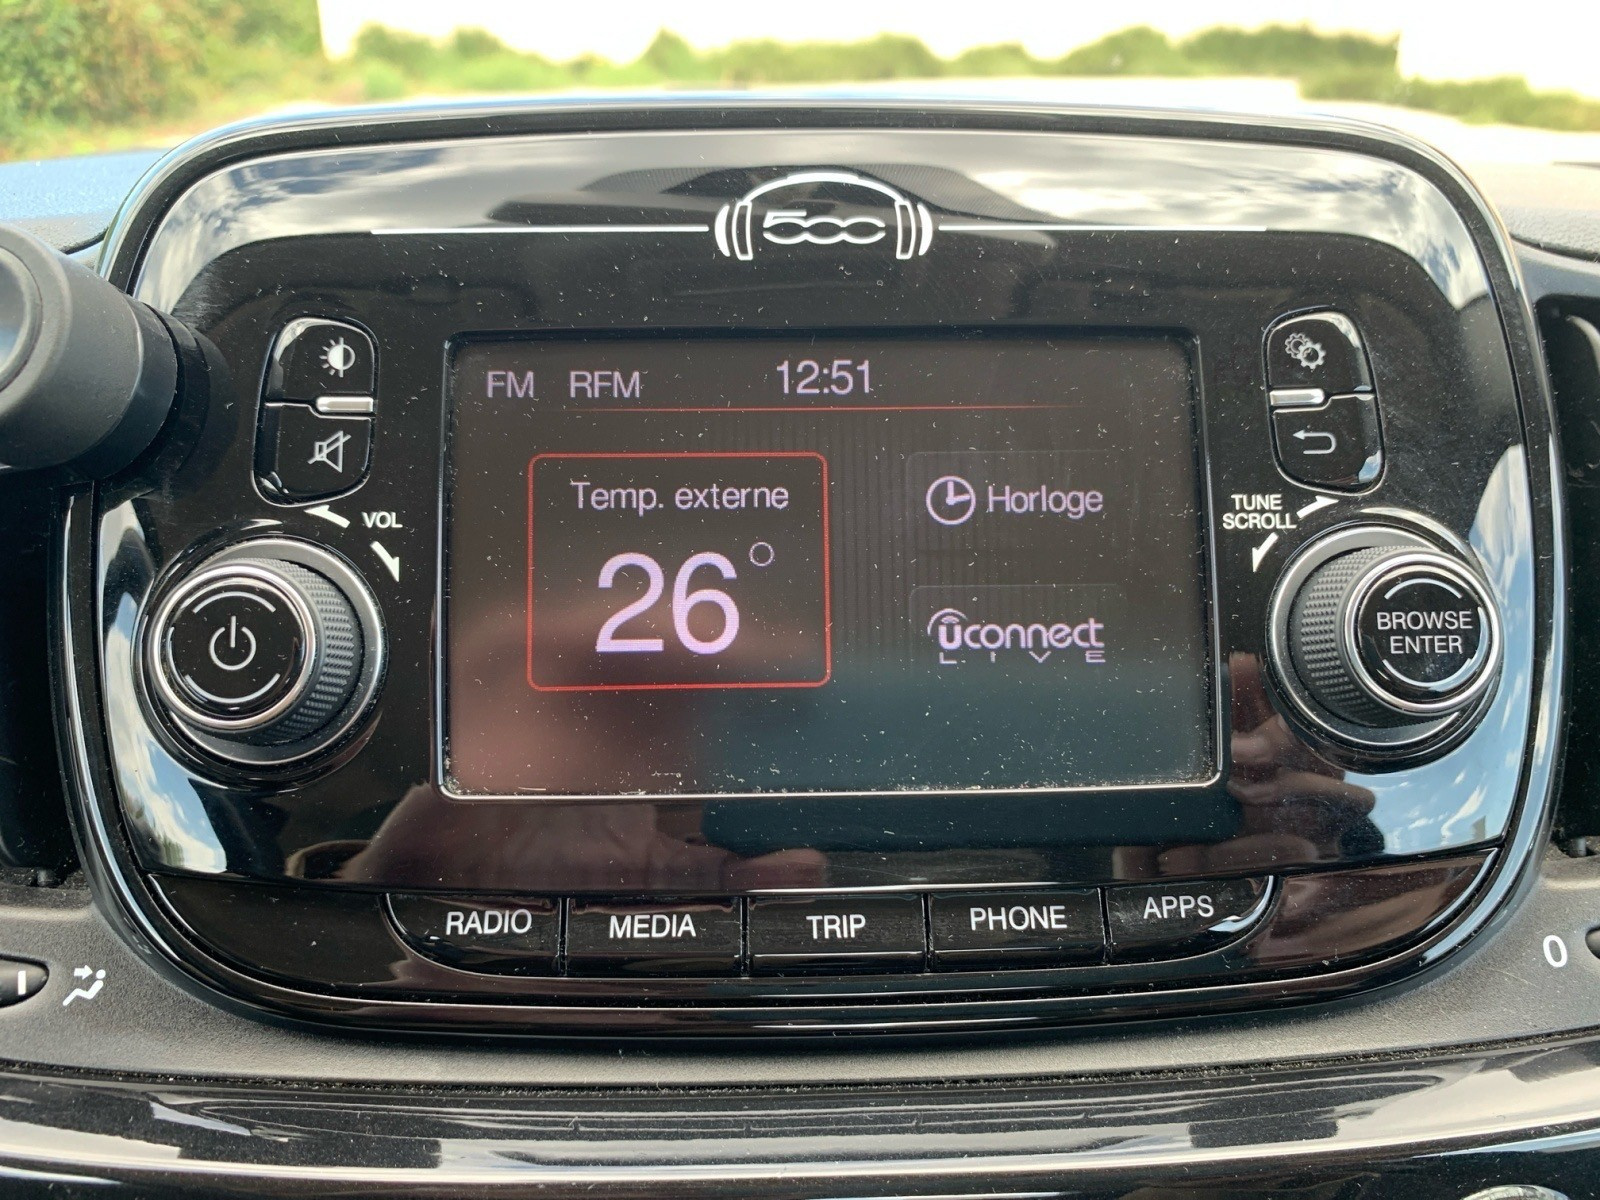 500
FM RFM 12:51
Temp. externe
26°
Horloge
uconnect
LIVE
VOL
TUNE
SCROLL
BROWSE
ENTER
RADIO MEDIA TRIP PHONE APPS
0